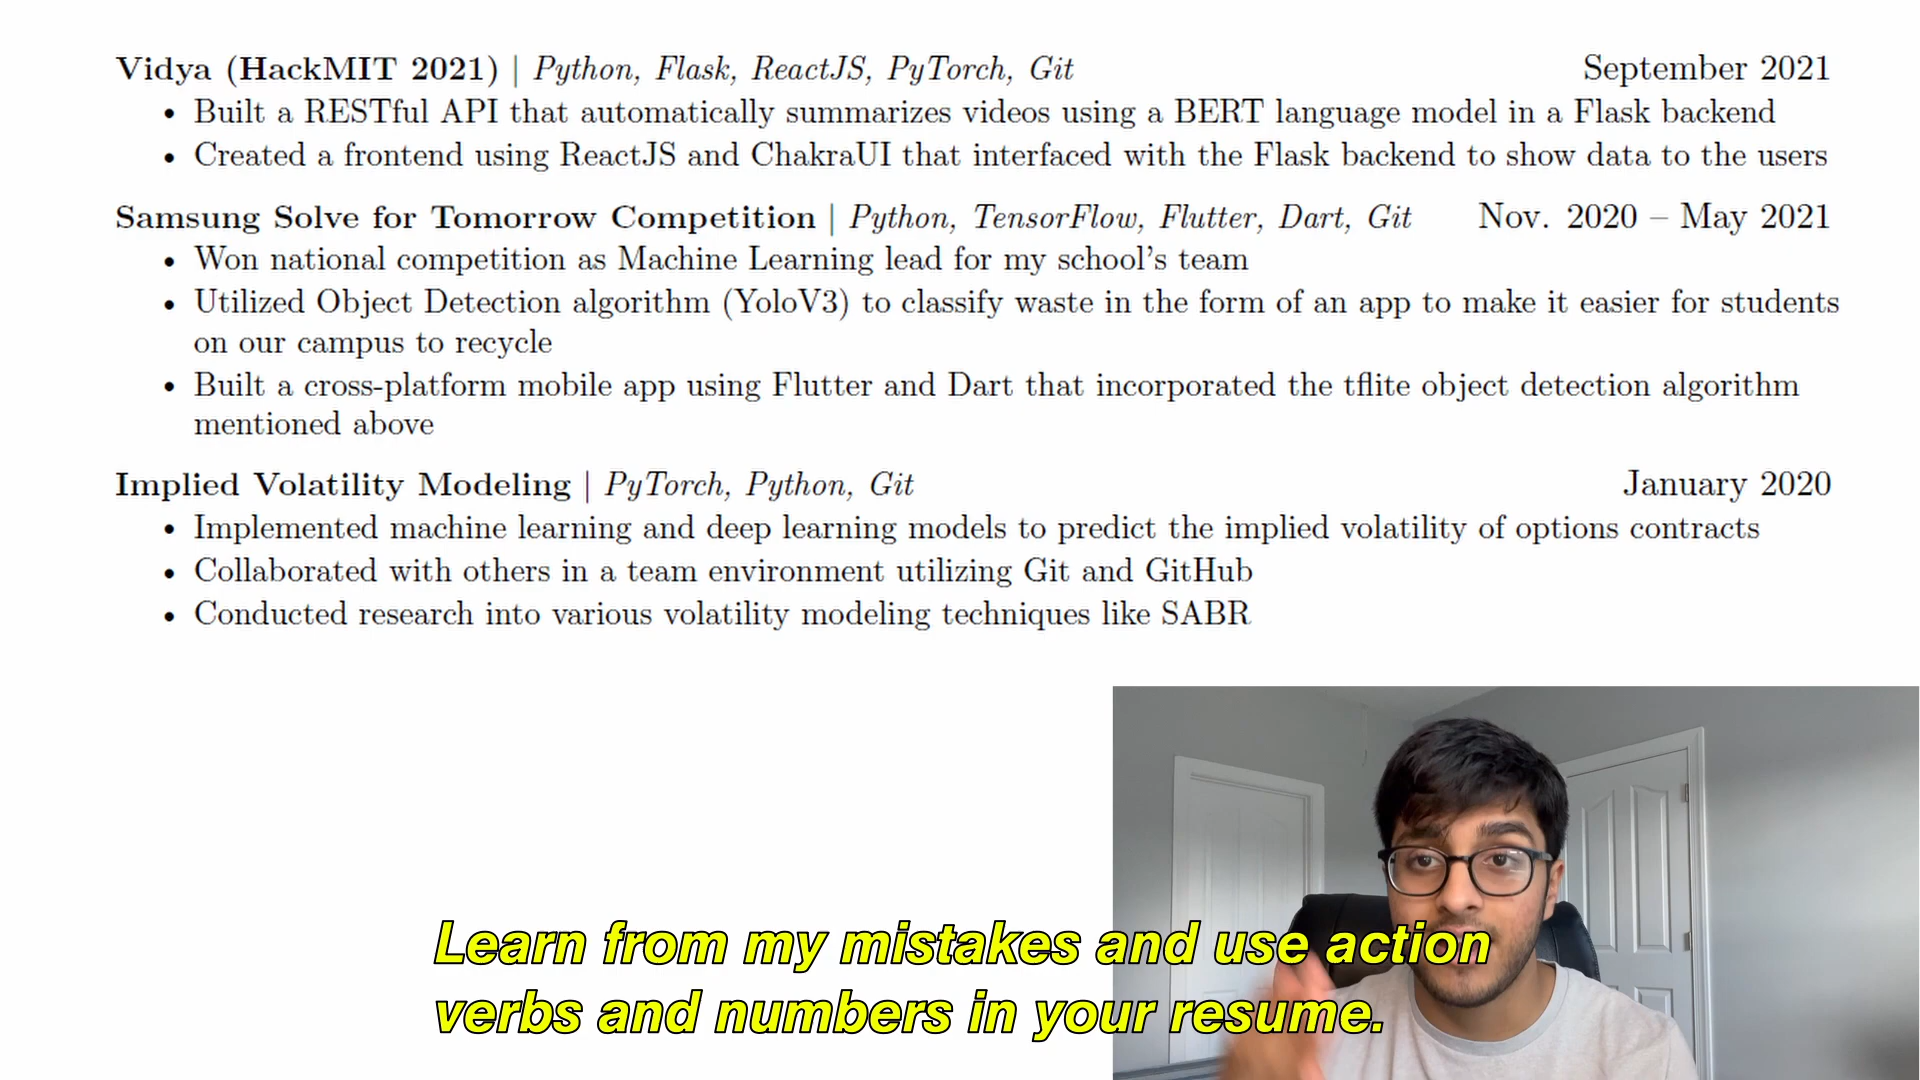 Vidya (HackMIT 2021) | Python, Flask, ReactJS, PyTorch, Git September 2021
• Built a RESTful API that automatically summarizes videos using a BERT language model in a Flask backend
• Created a frontend using ReactJS and ChakraUI that interfaced with the Flask backend to show data to the users
Samsung Solve for Tomorrow Competition | Python, TensorFlow, Flutter, Dart, Git Nov. 2020 – May 2021
• Won national competition as Machine Learning lead for my school's team
• Utilized Object Detection algorithm (YoloV3) to classify waste in the form of an app to make it easier for students
on our campus to recycle
• Built a cross-platform mobile app using Flutter and Dart that incorporated the tflite object detection algorithm
mentioned above
Implied Volatility Modeling | PyTorch, Python, Git January 2020
• Implemented machine learning and deep learning models to predict the implied volatility of options contracts
• Collaborated with others in a team environment utilizing Git and GitHub
• Conducted research into various volatility modeling techniques like SABR
Learn from my mistakes and use action
verbs and numbers in your resume.